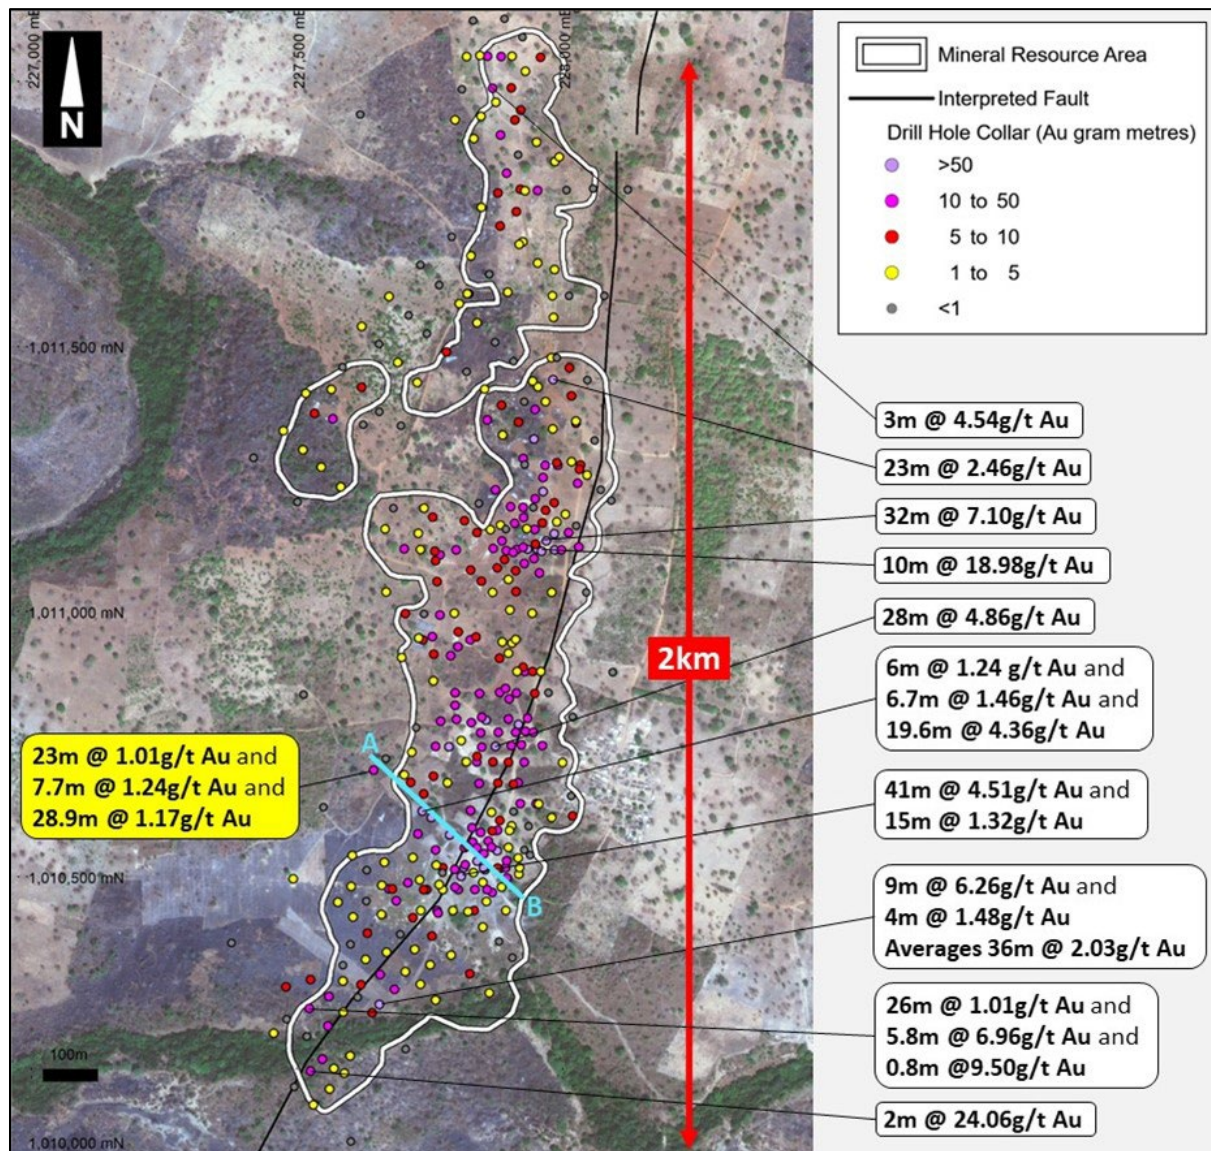 227,000 mE
227,500 mE
228,000 mE
N
Mineral Resource Area
Interpreted Fault
Drill Hole Collar (Au gram metres)
>50
10 to 50
5 to 10
1 to 5
<1
1,011,500 mN
3m @ 4.54g/t Au
23m @ 2.46g/t Au
32m @ 7.10g/t Au
10m @ 18.98g/t Au
1,011,000 mN
28m @ 4.86g/t Au
2km
6m @ 1.24 g/t Au and
6.7m @ 1.46g/t Au and
19.6m @ 4.36g/t Au
A
23m @ 1.01g/t Au and
7.7m @ 1.24g/t Au and
28.9m @ 1.17g/t Au
41m @ 4.51g/t Au and
15m @ 1.32g/t Au
1,010,500 mN
B
9m @ 6.26g/t Au and
4m @ 1.48g/t Au
Averages 36m @ 2.03g/t Au
26m @ 1.01g/t Au and
5.8m @ 6.96g/t Au and
0.8m @9.50g/t Au
100m
2m @ 24.06g/t Au
1,010,000 mN